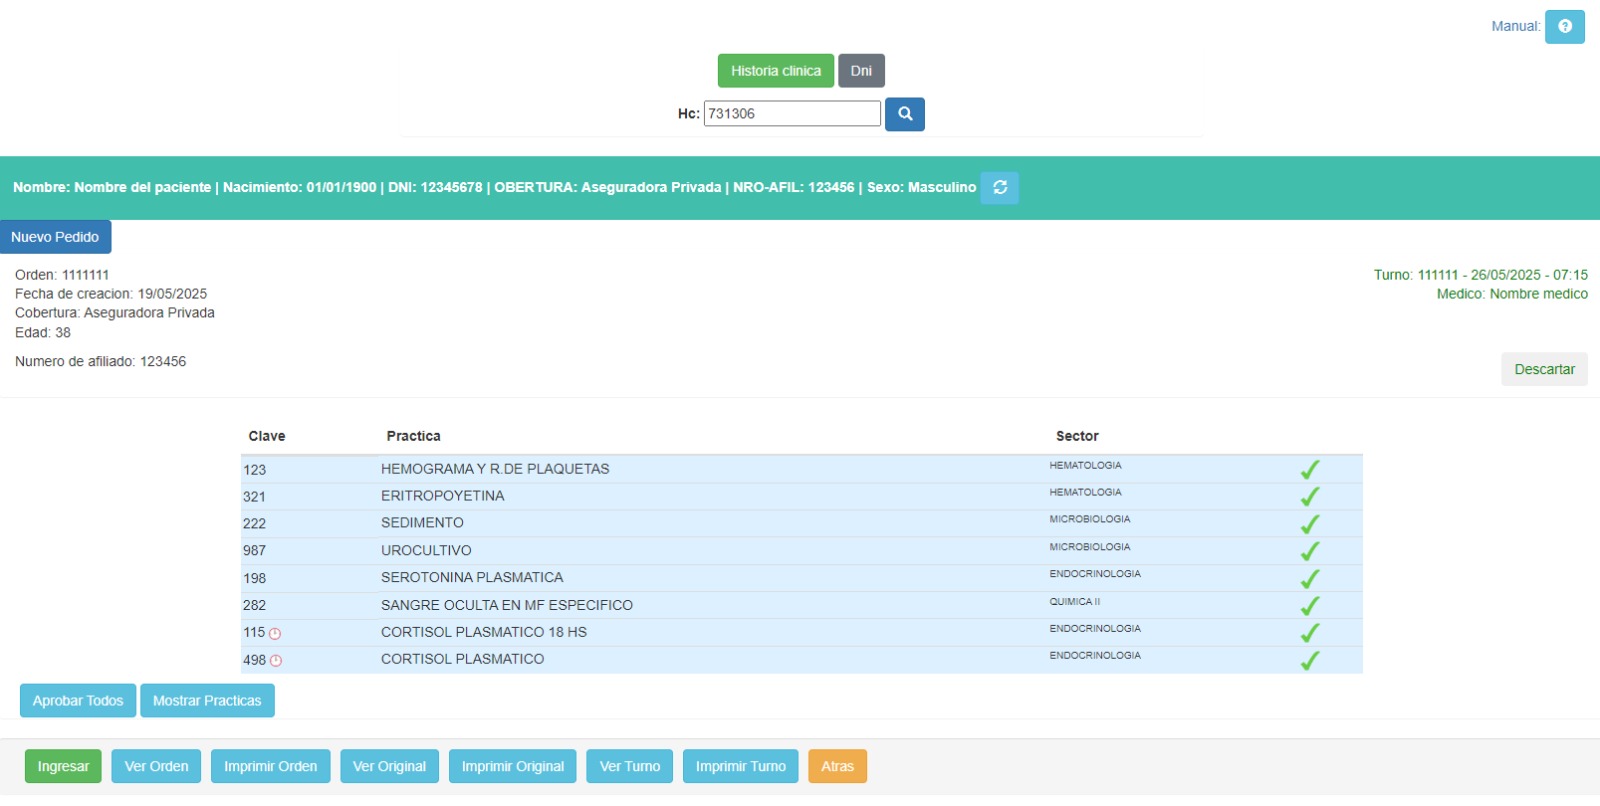 Manual:
Historia clinica Dni
Hc: 731306
Nombre: Nombre del paciente | Nacimiento: 01/01/1900 | DNI: 12345678 | OBERTURA: Aseguradora Privada | NRO-AFIL: 123456 | Sexo: Masculino
Nuevo Pedido
Orden: 1111111
Fecha de creacion: 19/05/2025
Cobertura: Aseguradora Privada
Edad: 38
Numero de afiliado: 123456
Turno: 111111 - 26/05/2025 - 07:15
Medico: Nombre medico
Descartar
Clave Practica Sector
123 HEMOGRAMA Y R.DE PLAQUETAS HEMATOLOGIA
321 ERITROPOYETINA HEMATOLOGIA
222 SEDIMENTO MICROBIOLOGIA
987 UROCULTIVO MICROBIOLOGIA
198 SEROTONINA PLASMATICA ENDOCRINOLOGIA
282 SANGRE OCULTA EN MF ESPECIFICO QUIMICA II
115 CORTISOL PLASMATICO 18 HS ENDOCRINOLOGIA
498 CORTISOL PLASMATICO ENDOCRINOLOGIA
Aprobar Todos Mostrar Practicas
Ingresar Ver Orden Imprimir Orden Ver Original Imprimir Original Ver Turno Imprimir Turno Atras